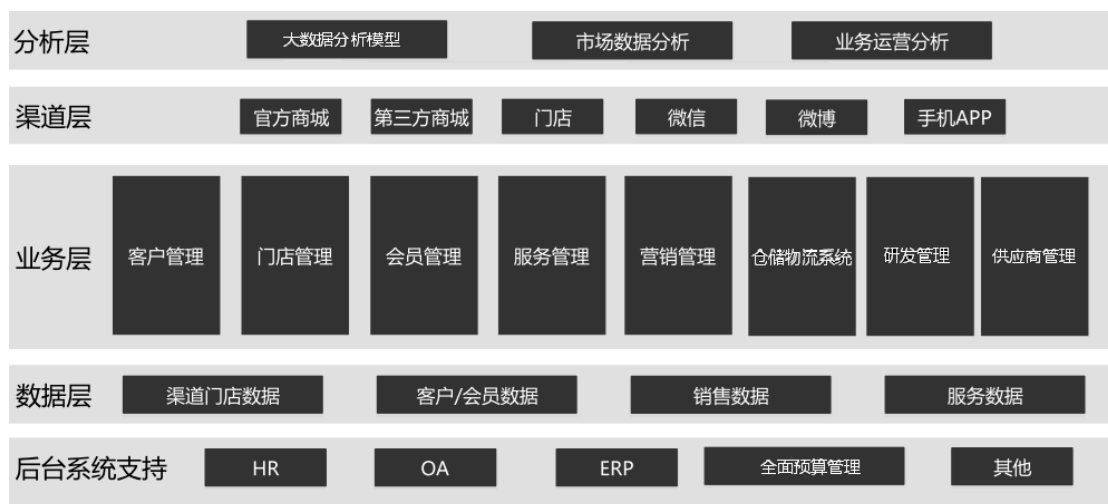 分析层
大数据分析模型
市场数据分析
业务运营分析
渠道层
官方商城
第三方商城
门店
微信
微博
手机APP
业务层
客户管理
门店管理
会员管理
服务管理
营销管理
仓储物流系统
研发管理
供应商管理
数据层
渠道门店数据
客户/会员数据
销售数据
服务数据
后台系统支持
HR
OA
ERP
全面预算管理
其他